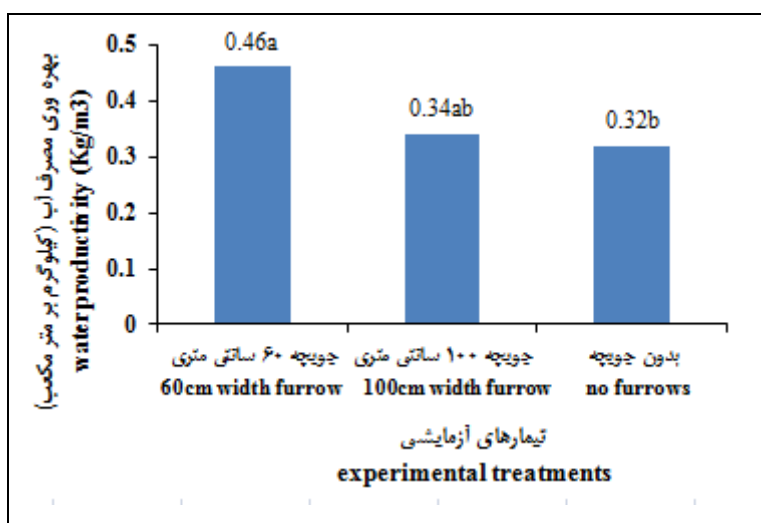 بهره وری مصرف آب (کیلوگرم بر متر مکعب)
water productivity (Kg/m3)
0.5
0.4
0.3
0.2
0.1
0
0.46a
0.34ab
0.32b
جویچه ۶۰ سانتی متری
60cm width furrow
جویچه ۱۰۰ سانتی متری
100cm width furrow
بدون جویچه
no furrows
تیمارهای آزمایشی
experimental treatments